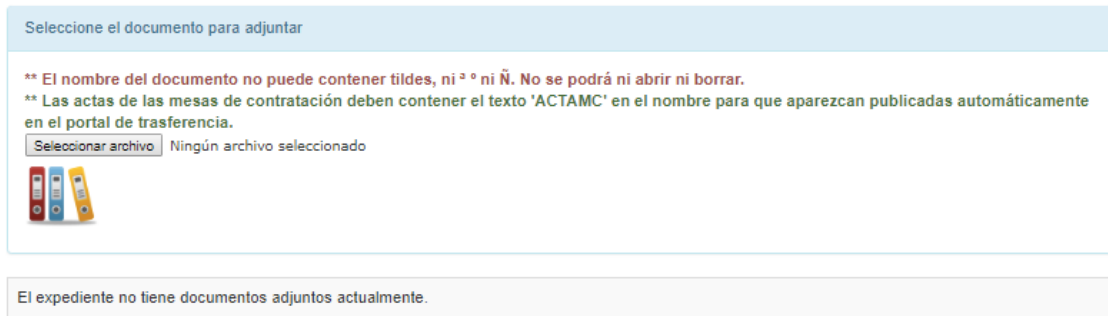 Seleccione el documento para adjuntar
** El nombre del documento no puede contener tildes, ni ª º ni Ñ. No se podrá ni abrir ni borrar.
** Las actas de las mesas de contratación deben contener el texto 'ACTAMC' en el nombre para que aparezcan publicadas automáticamente
en el portal de trasferencia.
Seleccionar archivo Ningún archivo seleccionado
El expediente no tiene documentos adjuntos actualmente.